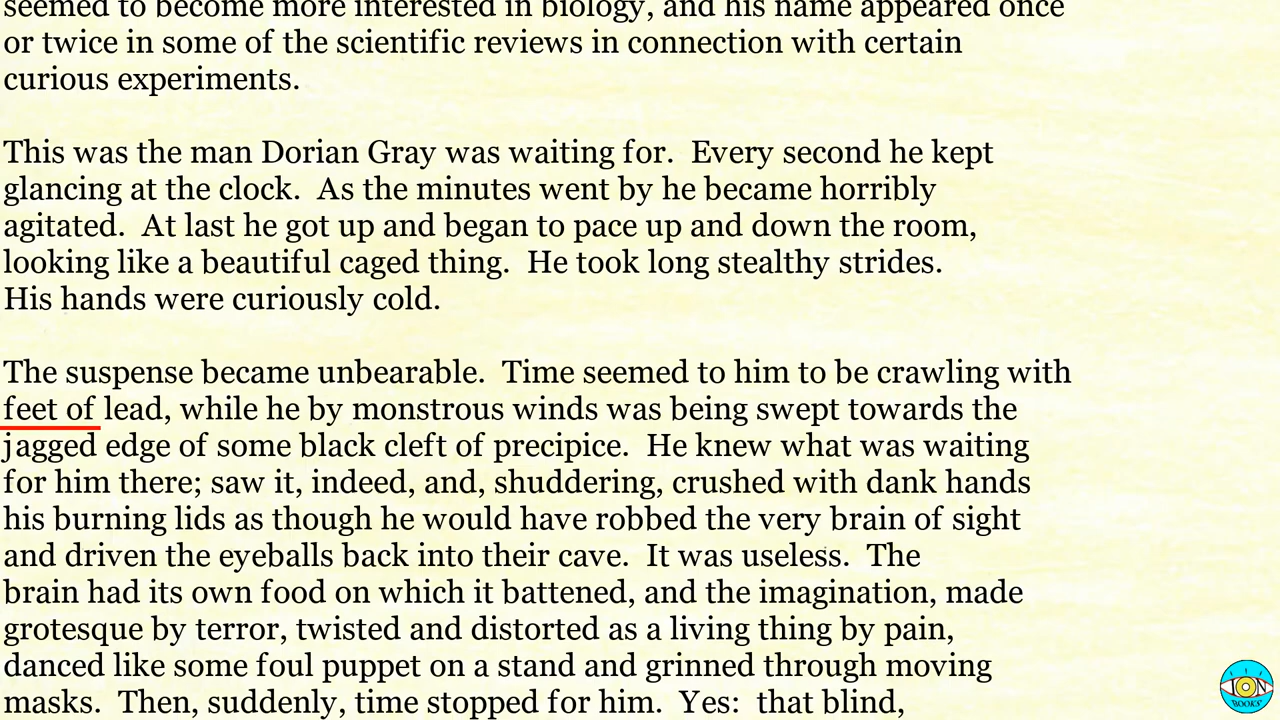 seemed to become more interested in biology, and his name appeared once
or twice in some of the scientific reviews in connection with certain
curious experiments.
This was the man Dorian Gray was waiting for.  Every second he kept
glancing at the clock.  As the minutes went by he became horribly
agitated.  At last he got up and began to pace up and down the room,
looking like a beautiful caged thing.  He took long stealthy strides.
His hands were curiously cold.
The suspense became unbearable.  Time seemed to him to be crawling with
feet of lead, while he by monstrous winds was being swept towards the
jagged edge of some black cleft of precipice.  He knew what was waiting
for him there; saw it, indeed, and, shuddering, crushed with dank hands
his burning lids as though he would have robbed the very brain of sight
and driven the eyeballs back into their cave.  It was useless.  The
brain had its own food on which it battened, and the imagination, made
grotesque by terror, twisted and distorted as a living thing by pain,
danced like some foul puppet on a stand and grinned through moving
masks.  Then, suddenly, time stopped for him.  Yes:  that blind,
ION
BOOKS